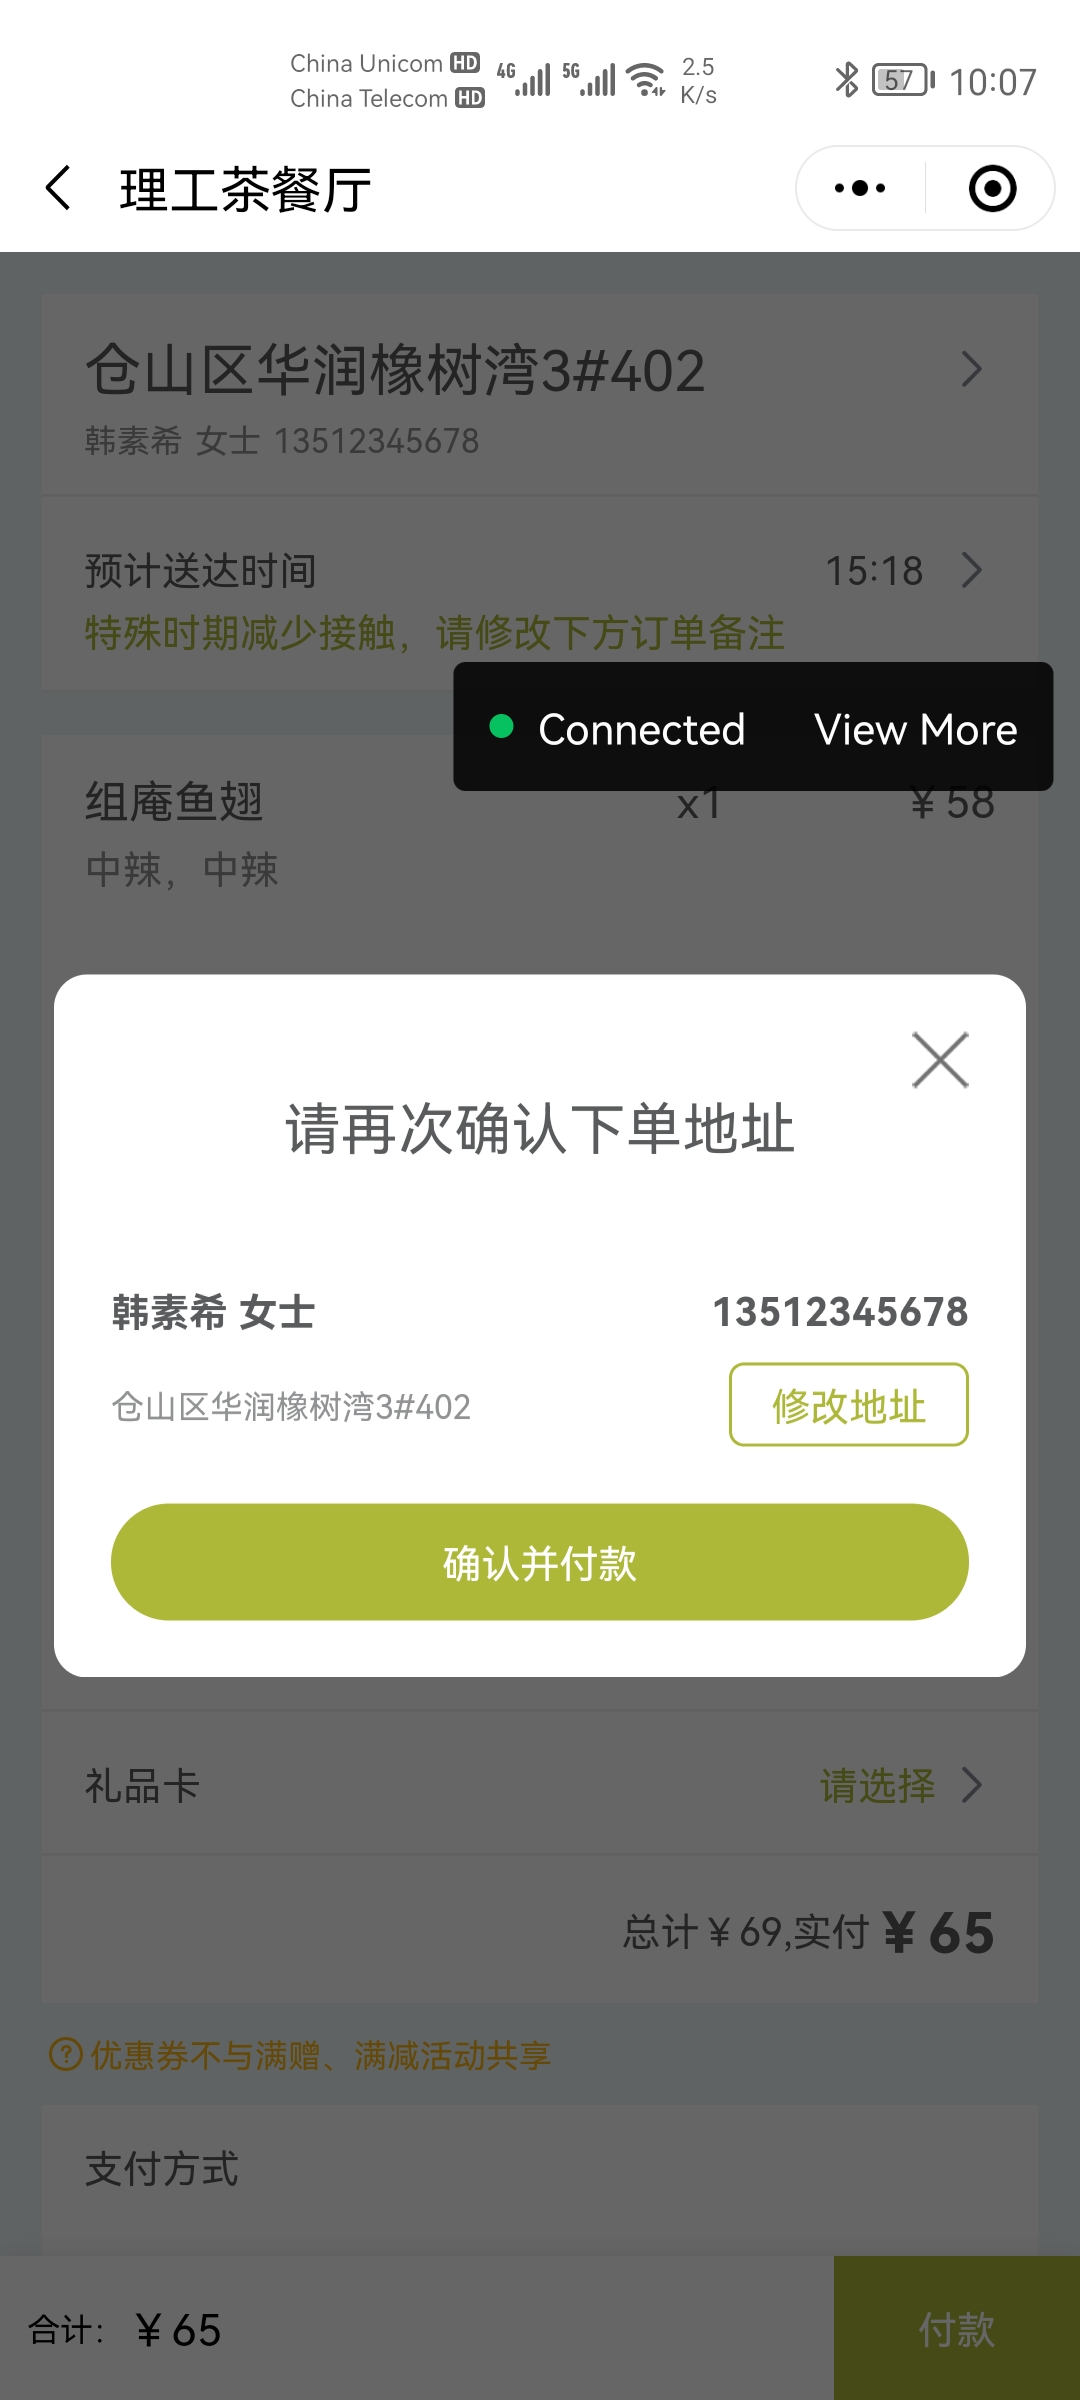 China Unicom HD
China Telecom HD
4G
5G
2.5
K/s
57
10:07
理工茶餐厅
仓山区华润橡树湾3#402
韩素希 女士 13512345678
预计送达时间 15:18
特殊时期减少接触，请修改下方订单备注
Connected View More
组庵鱼翅 x1 ¥58
中辣，中辣
请再次确认下单地址
韩素希 女士 13512345678
仓山区华润橡树湾3#402 修改地址
确认并付款
礼品卡 请选择
总计¥69,实付 ¥65
优惠券不与满赠、满减活动共享
支付方式
合计：¥65 付款